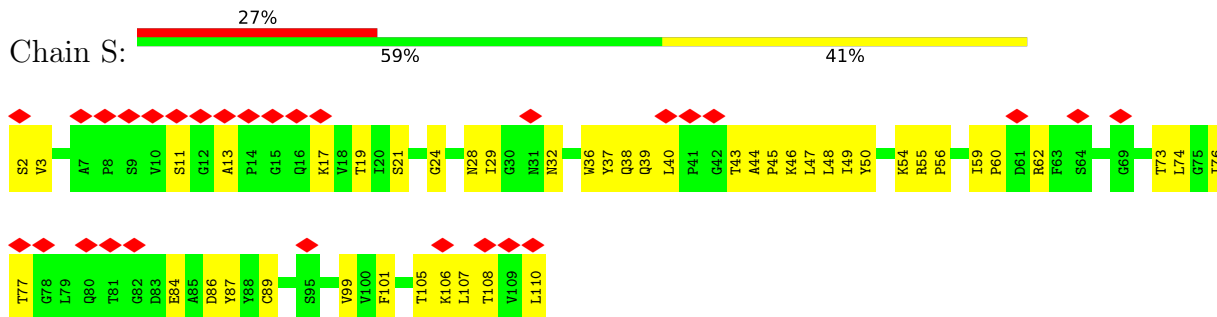 27%
Chain S:
59% 41%
S2 V3 A7 P8 S9 V10 S11 G12 A13 P14 G15 Q16 K17 V18 T19 I20 S21 G24 N28 I29 G30 N31 N32 W36 Y37 Q38 Q39 L40 P41 G42 T43 A44 P45 K46 L47 L48 I49 Y50 K54 R55 P56 I59 P60 D61 R62 F63 S64 G69 T73 L74 G75 I76
T77 G78 L79 Q80 T81 G82 D83 E84 A85 D86 Y87 Y88 C89 S95 V99 V100 F101 T105 K106 L107 T108 V109 L110